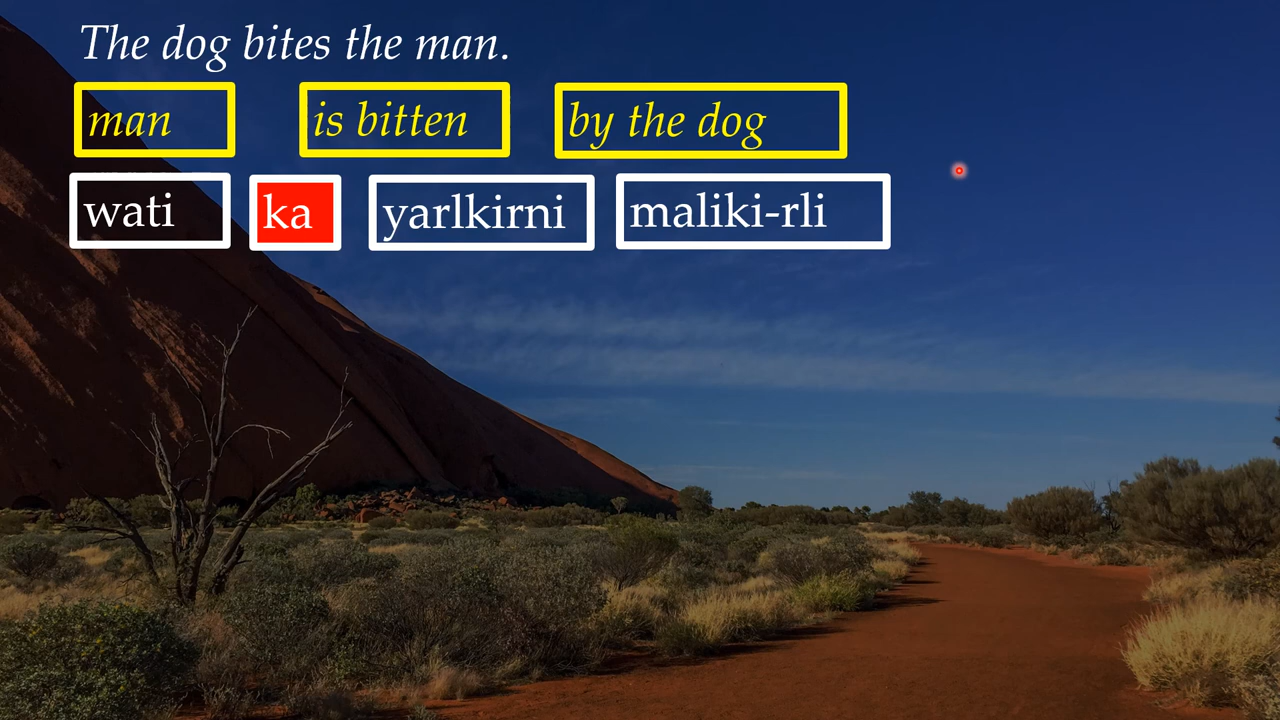 The dog bites the man.
man is bitten by the dog
wati ka yarlkirni maliki-rli